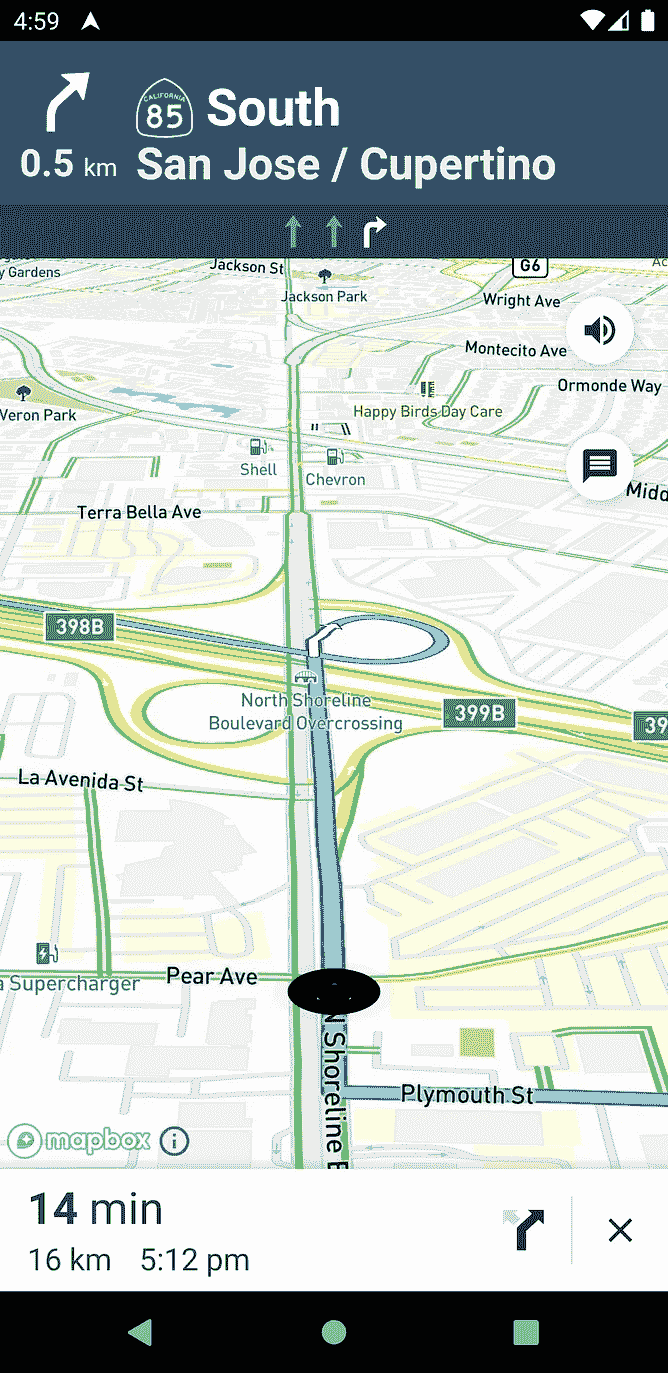 4:59
CALIFORNIA
85 South
0.5 km San Jose / Cupertino
Jackson St
G6
y Gardens
Jackson Park
Wright Ave
Montecito Ave
Ormonde Way
Veron Park
Happy Birds Day Care
Shell
Chevron
Midd
Terra Bella Ave
398B
North Shoreline
Boulevard Overcrossing
399B
39
La Avenida St
Pear Ave
a Supercharger
N Shoreline B
Plymouth St
mapbox
14 min
16 km 5:12 pm